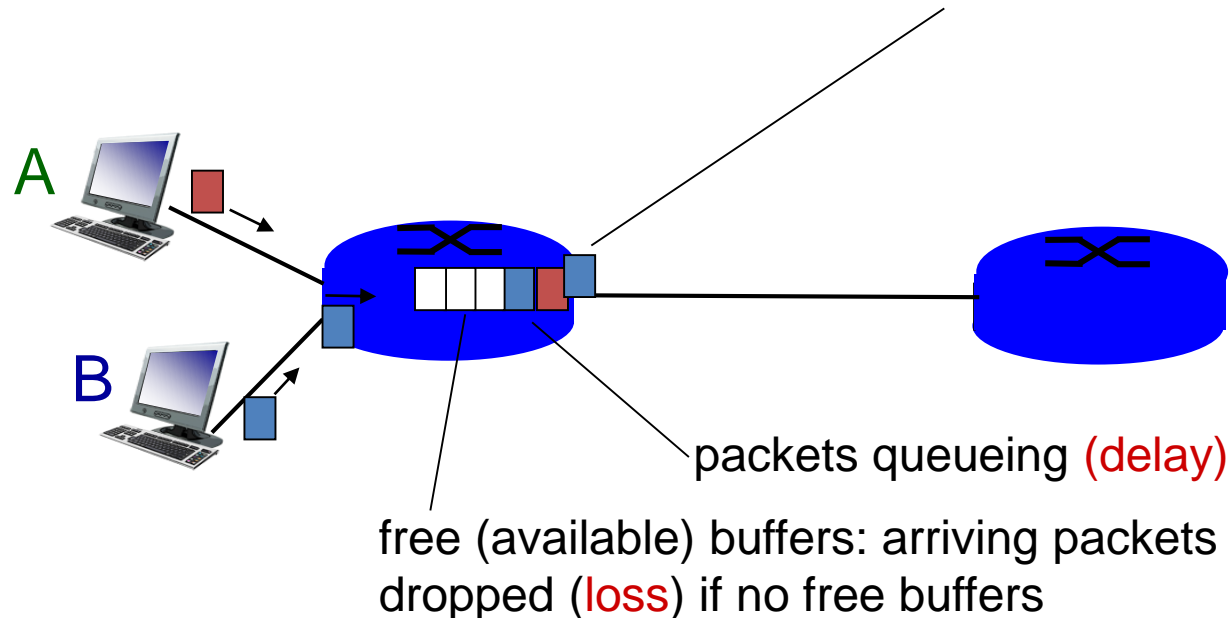 A
B
packets queueing (delay)
free (available) buffers: arriving packets
dropped (loss) if no free buffers